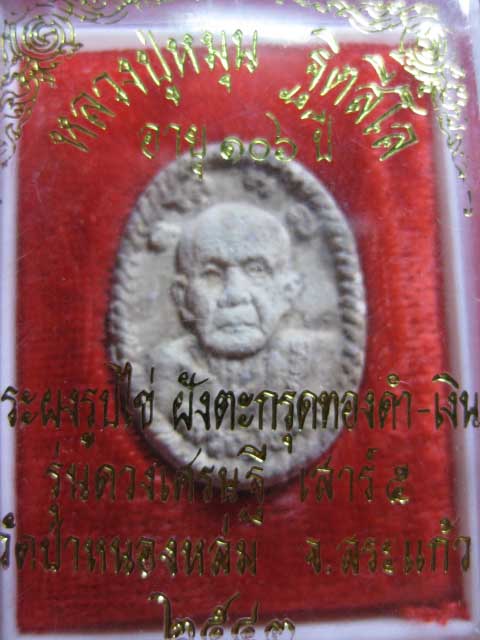 หลวงปู่หมุน ฐิตสีโล
อายุ ๑๐๖ ปี
ระผงรูปไข่ ฝังตะกรุดทองคำ-เงิน
รุ่นดวงเศรษฐี เสาร์ ๕
วัดป่าหนองหล่ม จ.สระแก้ว
๒๕๔๓